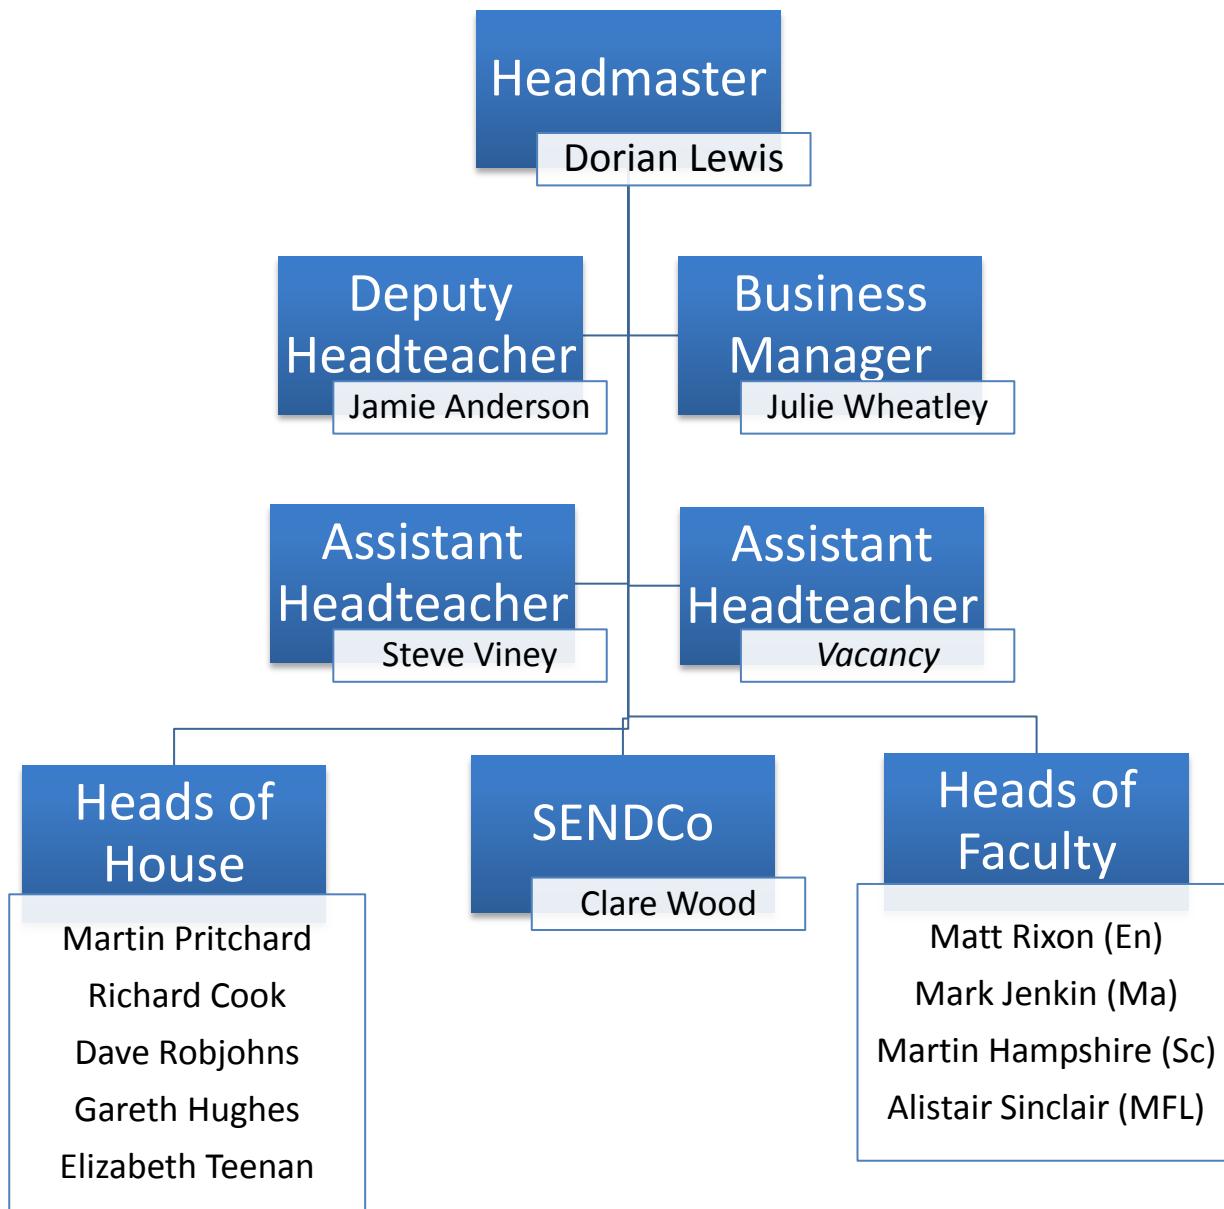 Headmaster
Dorian Lewis
Deputy
Headteacher
Jamie Anderson
Business
Manager
Julie Wheatley
Assistant
Headteacher
Steve Viney
Assistant
Headteacher
Vacancy
Heads of
House
Martin Pritchard
Richard Cook
Dave Robjohns
Gareth Hughes
Elizabeth Teenan
SENDCo
Clare Wood
Heads of
Faculty
Matt Rixon (En)
Mark Jenkin (Ma)
Martin Hampshire (Sc)
Alistair Sinclair (MFL)